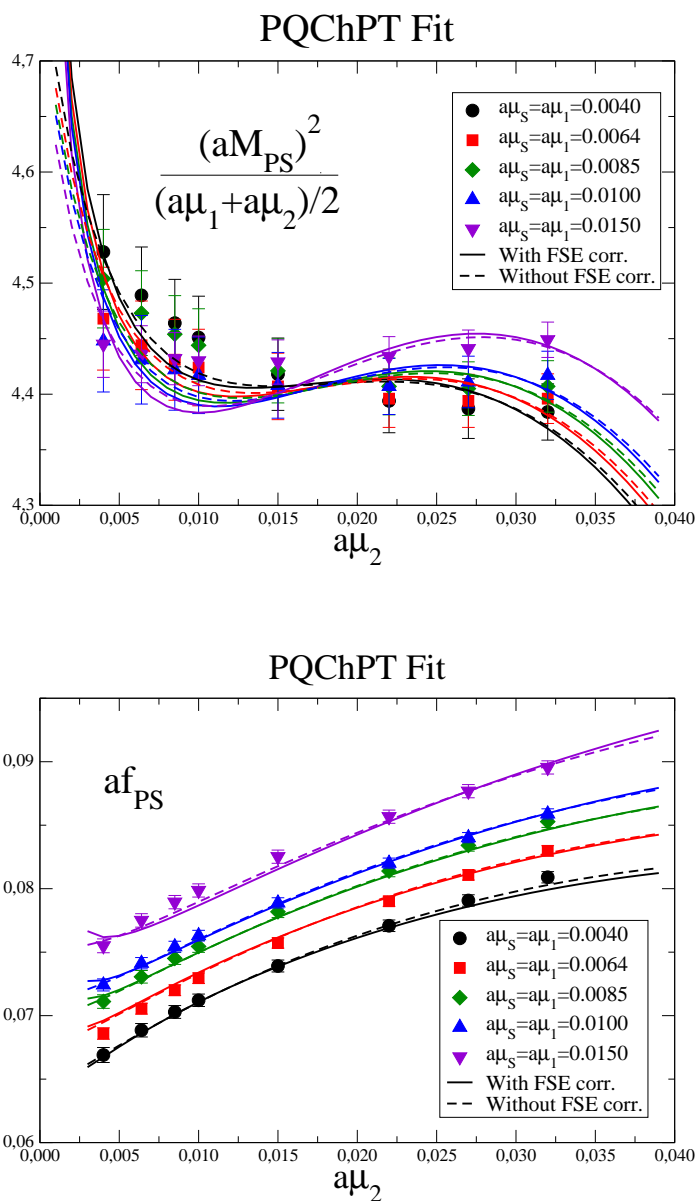 PQChPT Fit
4.7
4.6
4.5
4.4
4.3
(aM_PS)^2
(aμ_1+aμ_2)/2
aμ_S=aμ_1=0.0040
aμ_S=aμ_1=0.0064
aμ_S=aμ_1=0.0085
aμ_S=aμ_1=0.0100
aμ_S=aμ_1=0.0150
With FSE corr.
Without FSE corr.
0,000 0,005 0,010 0,015 0,020 0,025 0,030 0,035 0,040
aμ_2
PQChPT Fit
0,09
0,08
0,07
0,06
af_PS
aμ_S=aμ_1=0.0040
aμ_S=aμ_1=0.0064
aμ_S=aμ_1=0.0085
aμ_S=aμ_1=0.0100
aμ_S=aμ_1=0.0150
With FSE corr.
Without FSE corr.
0,000 0,005 0,010 0,015 0,020 0,025 0,030 0,035 0,040
aμ_2